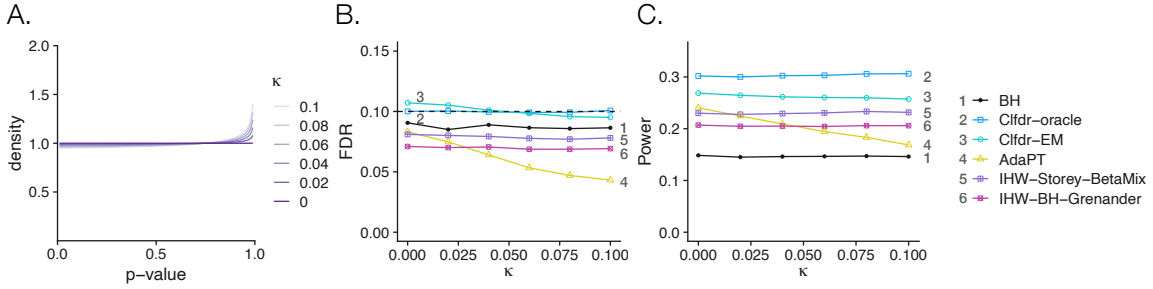 A.
B.
C.
density
2.0
1.5
1.0
0.5
0.0
0.5
1.0
p−value
κ
0.1
0.08
0.06
0.04
0.02
0
FDR
0.15
0.10
0.05
0.00
0.000
0.025
0.050
0.075
0.100
κ
3
2
1
5
6
4
Power
0.3
0.2
0.1
0.0
0.000
0.025
0.050
0.075
0.100
κ
2
3
5
6
4
1
1 BH
2 Clfdr−oracle
3 Clfdr−EM
4 AdaPT
5 IHW−Storey−BetaMix
6 IHW−BH−Grenander